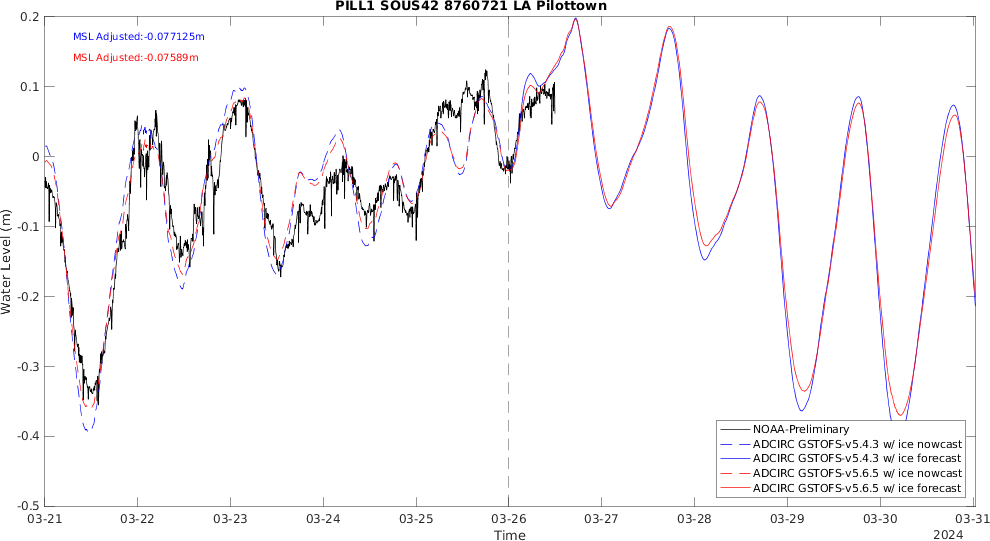 PILL1 SOUS42 8760721 LA Pilottown
MSL Adjusted:-0.077125m
MSL Adjusted:-0.07589m
Water Level (m)
0.2
0.1
0
-0.1
-0.2
-0.3
-0.4
-0.5
NOAA-Preliminary
ADCIRC GSTOFS-v5.4.3 w/ ice nowcast
ADCIRC GSTOFS-v5.4.3 w/ ice forecast
ADCIRC GSTOFS-v5.6.5 w/ ice nowcast
ADCIRC GSTOFS-v5.6.5 w/ ice forecast
03-21 03-22 03-23 03-24 03-25 03-26 03-27 03-28 03-29 03-30 03-31
Time
2024